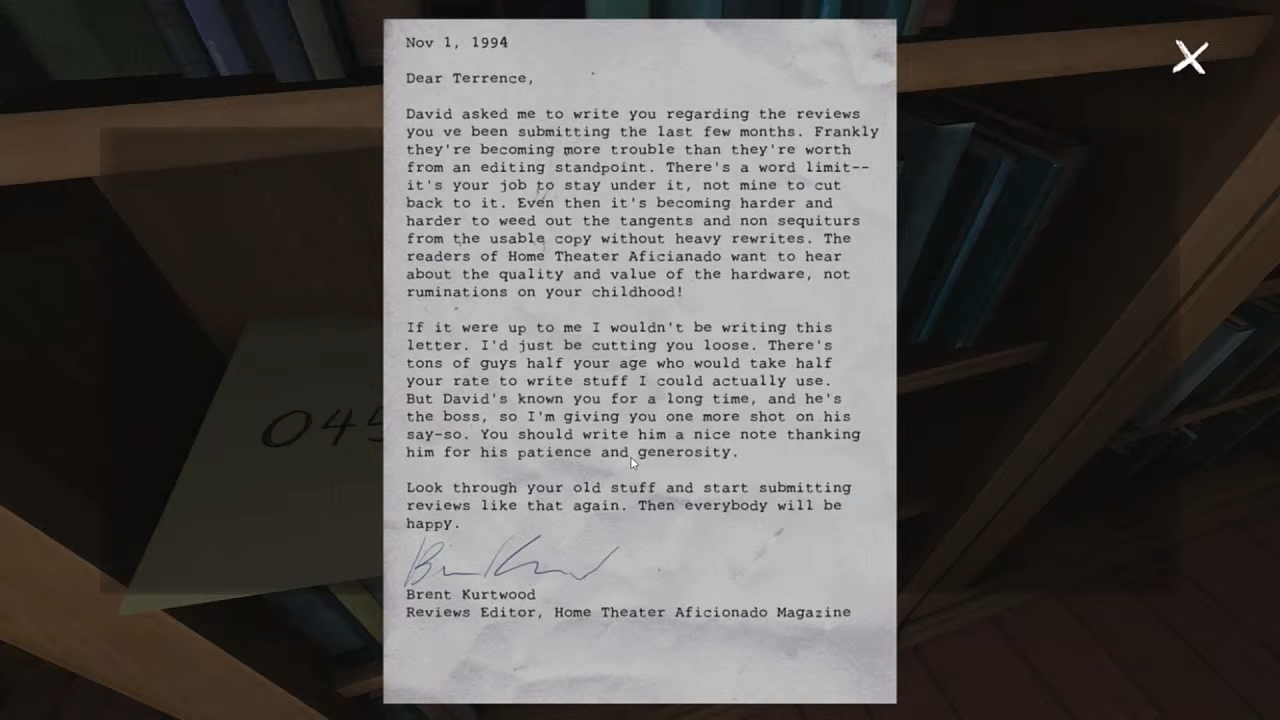 Nov 1, 1994
Dear Terrence,
David asked me to write you regarding the reviews
you ve been submitting the last few months. Frankly
they're becoming more trouble than they're worth
from an editing standpoint. There's a word limit--
it's your job to stay under it, not mine to cut
back to it. Even then it's becoming harder and
harder to weed out the tangents and non sequiturs
from the usable copy without heavy rewrites. The
readers of Home Theater Aficianado want to hear
about the quality and value of the hardware, not
ruminations on your childhood!
If it were up to me I wouldn't be writing this
letter. I'd just be cutting you loose. There's
tons of guys half your age who would take half
your rate to write stuff I could actually use.
But David's known you for a long time, and he's
the boss, so I'm giving you one more shot on his
say-so. You should write him a nice note thanking
him for his patience and generosity.
Look through your old stuff and start submitting
reviews like that again. Then everybody will be
happy.
Brent Kurtwood
Reviews Editor, Home Theater Aficionado Magazine
045